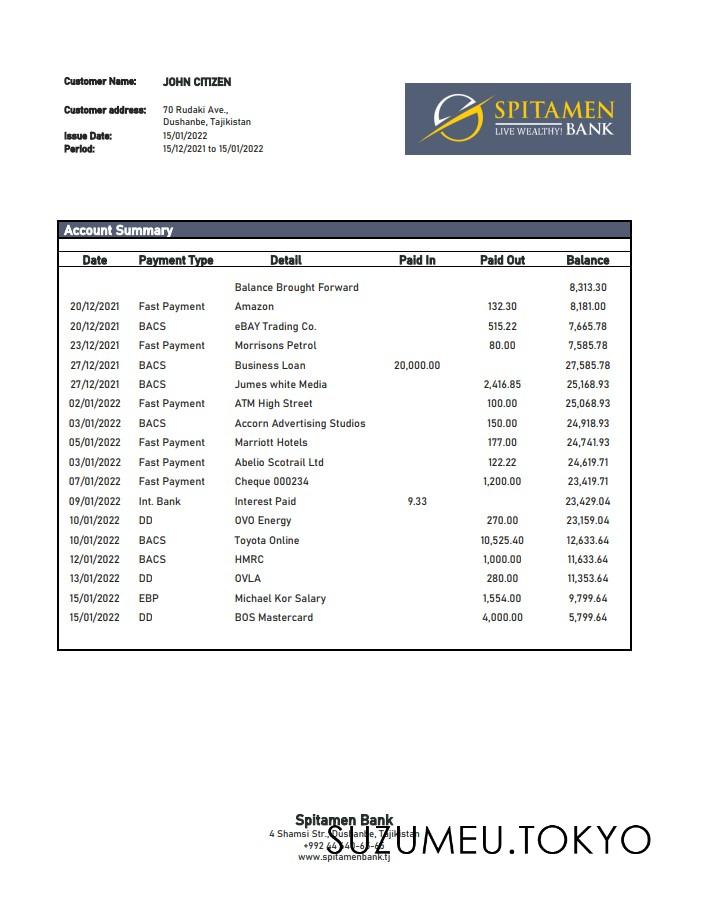 Customer Name: JOHN CITIZEN
Customer address: 70 Rudaki Ave.,
Dushanbe, Tajikistan
Issue Date: 15/01/2022
Period: 15/12/2021 to 15/01/2022
SPITAMEN
LIVE WEALTHY! BANK
Account Summary
Date Payment Type Detail Paid In Paid Out Balance
Balance Brought Forward 8,313.30
20/12/2021 Fast Payment Amazon 132.30 8,181.00
20/12/2021 BACS eBAY Trading Co. 515.22 7,665.78
23/12/2021 Fast Payment Morrisons Petrol 80.00 7,585.78
27/12/2021 BACS Business Loan 20,000.00 27,585.78
27/12/2021 BACS Jumes white Media 2,416.85 25,168.93
02/01/2022 Fast Payment ATM High Street 100.00 25,068.93
03/01/2022 BACS Accorn Advertising Studios 150.00 24,918.93
05/01/2022 Fast Payment Marriott Hotels 177.00 24,741.93
03/01/2022 Fast Payment Abelio Scotrail Ltd 122.22 24,619.71
07/01/2022 Fast Payment Cheque 000234 1,200.00 23,419.71
09/01/2022 Int. Bank Interest Paid 9.33 23,429.04
10/01/2022 DD OVO Energy 270.00 23,159.04
10/01/2022 BACS Toyota Online 10,525.40 12,633.64
12/01/2022 BACS HMRC 1,000.00 11,633.64
13/01/2022 DD OVLA 280.00 11,353.64
15/01/2022 EBP Michael Kor Salary 1,554.00 9,799.64
15/01/2022 DD BOS Mastercard 4,000.00 5,799.64
Spitamen Bank
4 Shamsi Str., Dushanbe, Tajikistan
+992 44
www.spitamenbank.tj
SUZUMEU.TOKYO